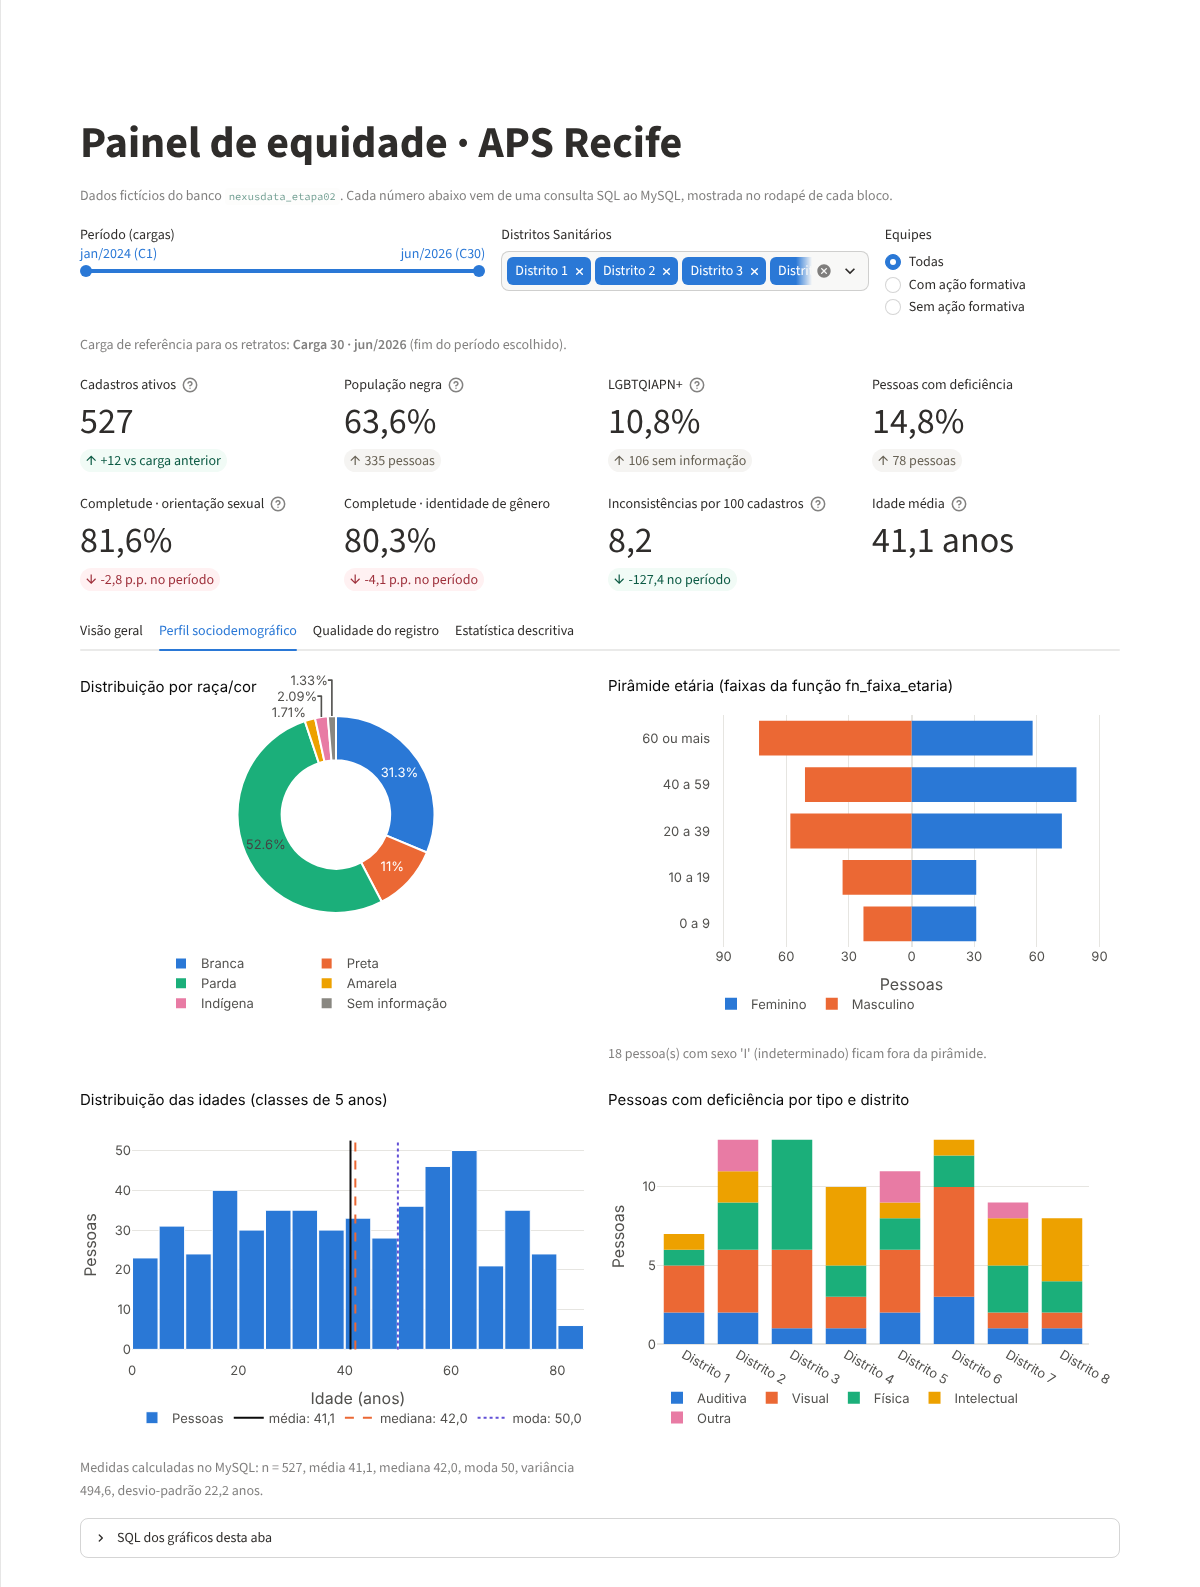 Painel de equidade · APS Recife
Dados fictícios do banco nexusdata_etapa02 . Cada número abaixo vem de uma consulta SQL ao MySQL, mostrada no rodapé de cada bloco.
Período (cargas)
jan/2024 (C1) jun/2026 (C30)
Distritos Sanitários
Distrito 1 × Distrito 2 × Distrito 3 × Distri
Equipes
Todas
Com ação formativa
Sem ação formativa
Carga de referência para os retratos: Carga 30 · jun/2026 (fim do período escolhido).
Cadastros ativos
527
↑ +12 vs carga anterior
População negra
63,6%
↑ 335 pessoas
LGBTQIAPN+
10,8%
↑ 106 sem informação
Pessoas com deficiência
14,8%
↑ 78 pessoas
Completude · orientação sexual
81,6%
↓ -2,8 p.p. no período
Completude · identidade de gênero
80,3%
↓ -4,1 p.p. no período
Inconsistências por 100 cadastros
8,2
↓ -127,4 no período
Idade média
41,1 anos
Visão geral Perfil sociodemográfico Qualidade do registro Estatística descritiva
Distribuição por raça/cor
1.33%
2.09%
1.71%
31.3%
52.6%
11%
Branca Preta
Parda Amarela
Indígena Sem informação
Pirâmide etária (faixas da função fn_faixa_etaria)
60 ou mais
40 a 59
20 a 39
10 a 19
0 a 9
90 60 30 0 30 60 90
Pessoas
Feminino Masculino
18 pessoa(s) com sexo 'I' (indeterminado) ficam fora da pirâmide.
Distribuição das idades (classes de 5 anos)
50
40
30
20
10
0
Pessoas
0 20 40 60 80
Idade (anos)
Pessoas média: 41,1 mediana: 42,0 moda: 50,0
Medidas calculadas no MySQL: n = 527, média 41,1, mediana 42,0, moda 50, variância
494,6, desvio-padrão 22,2 anos.
Pessoas com deficiência por tipo e distrito
10
5
0
Pessoas
Distrito 1 Distrito 2 Distrito 3 Distrito 4 Distrito 5 Distrito 6 Distrito 7 Distrito 8
Auditiva Visual Física Intelectual
Outra
SQL dos gráficos desta aba